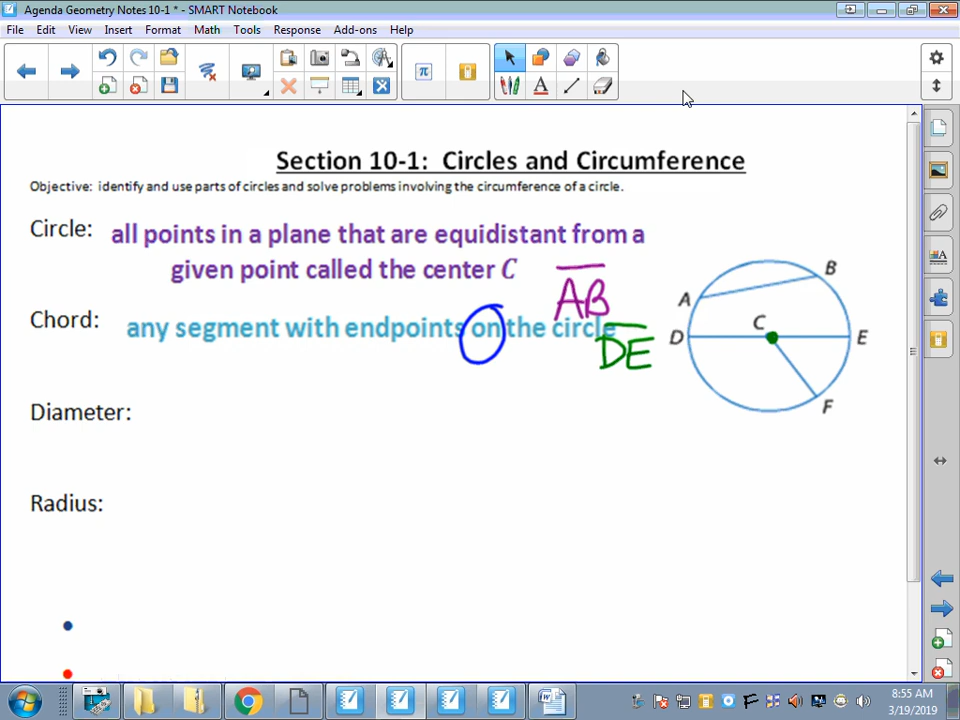 Agenda Geometry Notes 10-1 * - SMART Notebook
File Edit View Insert Format Math Tools Response Add-ons Help
π
A
Section 10-1: Circles and Circumference
Objective: identify and use parts of circles and solve problems involving the circumference of a circle.
Circle: all points in a plane that are equidistant from a
given point called the center C
AB
Chord: any segment with endpoints on the circle
DE
A
B
C
D
E
F
Diameter:
Radius:
8:55 AM
3/19/2019